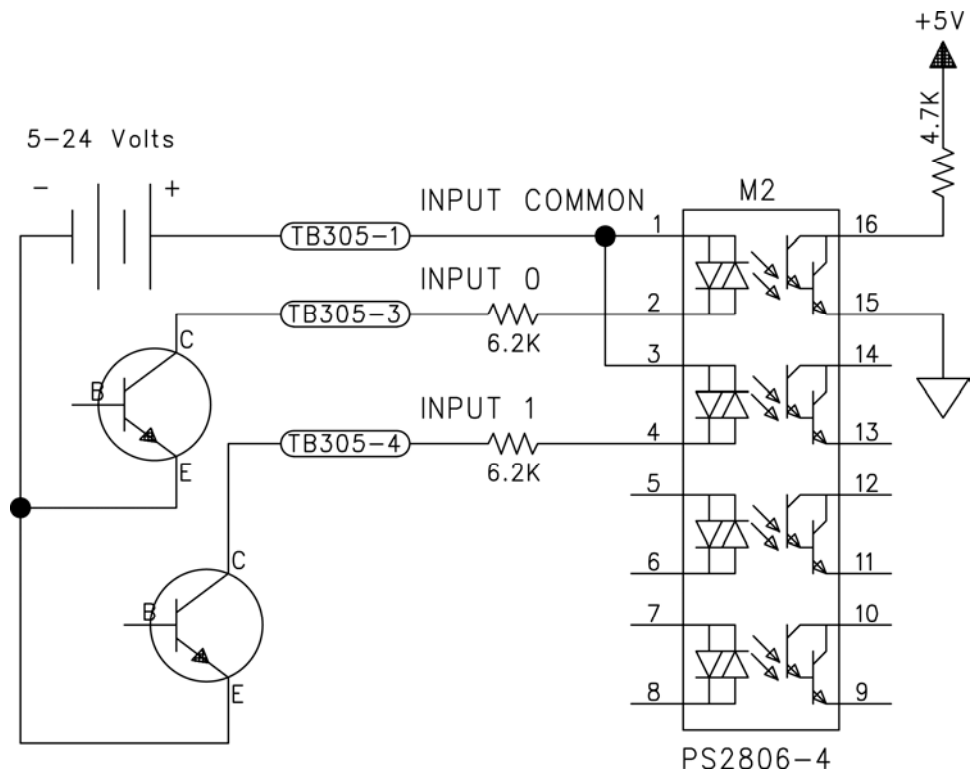 +5V
4.7K
5-24 Volts
- +
M2
INPUT COMMON
TB305-1
1 16
INPUT 0
TB305-3
2 15
6.2K
C
B
E
3 14
INPUT 1
TB305-4
4 13
6.2K
5 12
6 11
C
B
E
7 10
8 9
PS2806-4